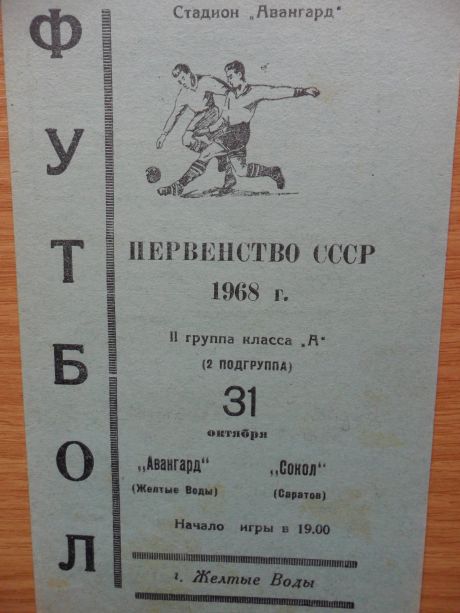 ФУТБОЛ
Стадион „Авангард"
ПЕРВЕНСТВО СССР
1968 г.
II группа класса „А"
(2 ПОДГРУППА)
31
октября
„Авангард" „Сокол"
(Желтые Воды) (Саратов)
Начало игры в 19.00
г. Желтые Воды